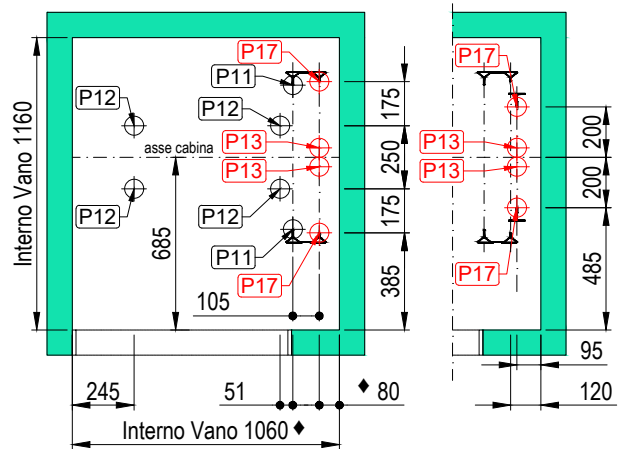 P17
P11
P12
P12
P13
P13
P12
P12
P11
P17
asse cabina
Interno Vano 1160
685
175
250
175
385
105
245
51
♦ 80
Interno Vano 1060 ♦
P17
P13
P13
P17
200
200
485
95
120